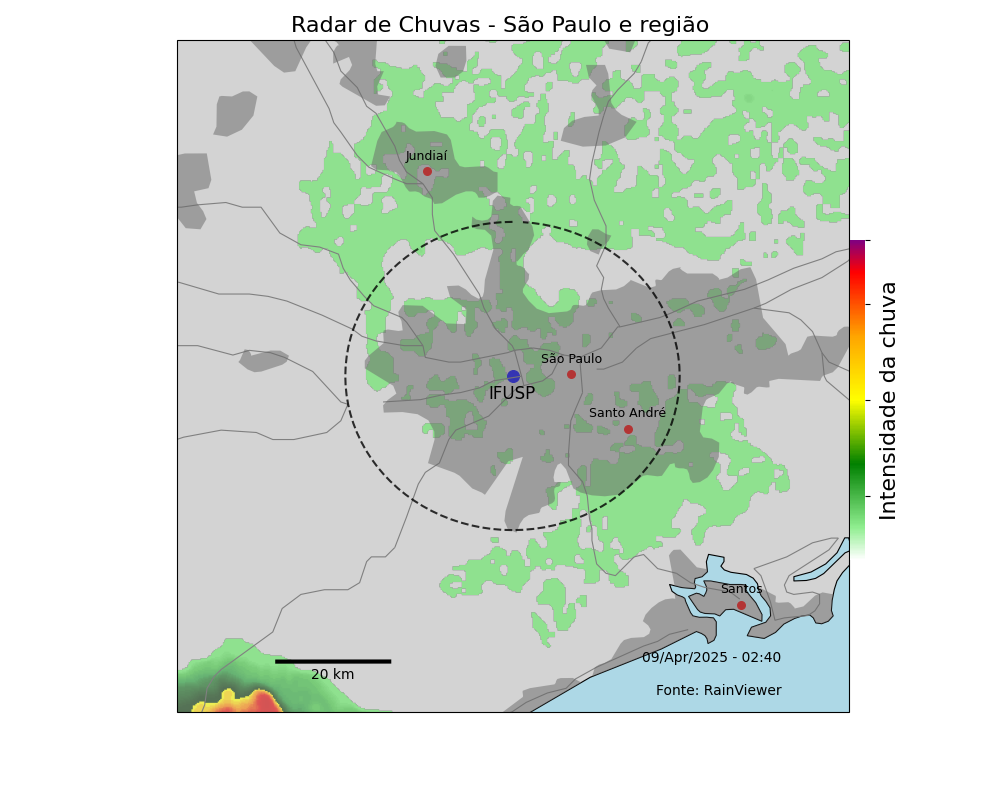 Radar de Chuvas - São Paulo e região
Jundiaí
São Paulo
IFUSP
Santo André
Santos
09/Apr/2025 - 02:40
20 km
Fonte: RainViewer
Intensidade da chuva